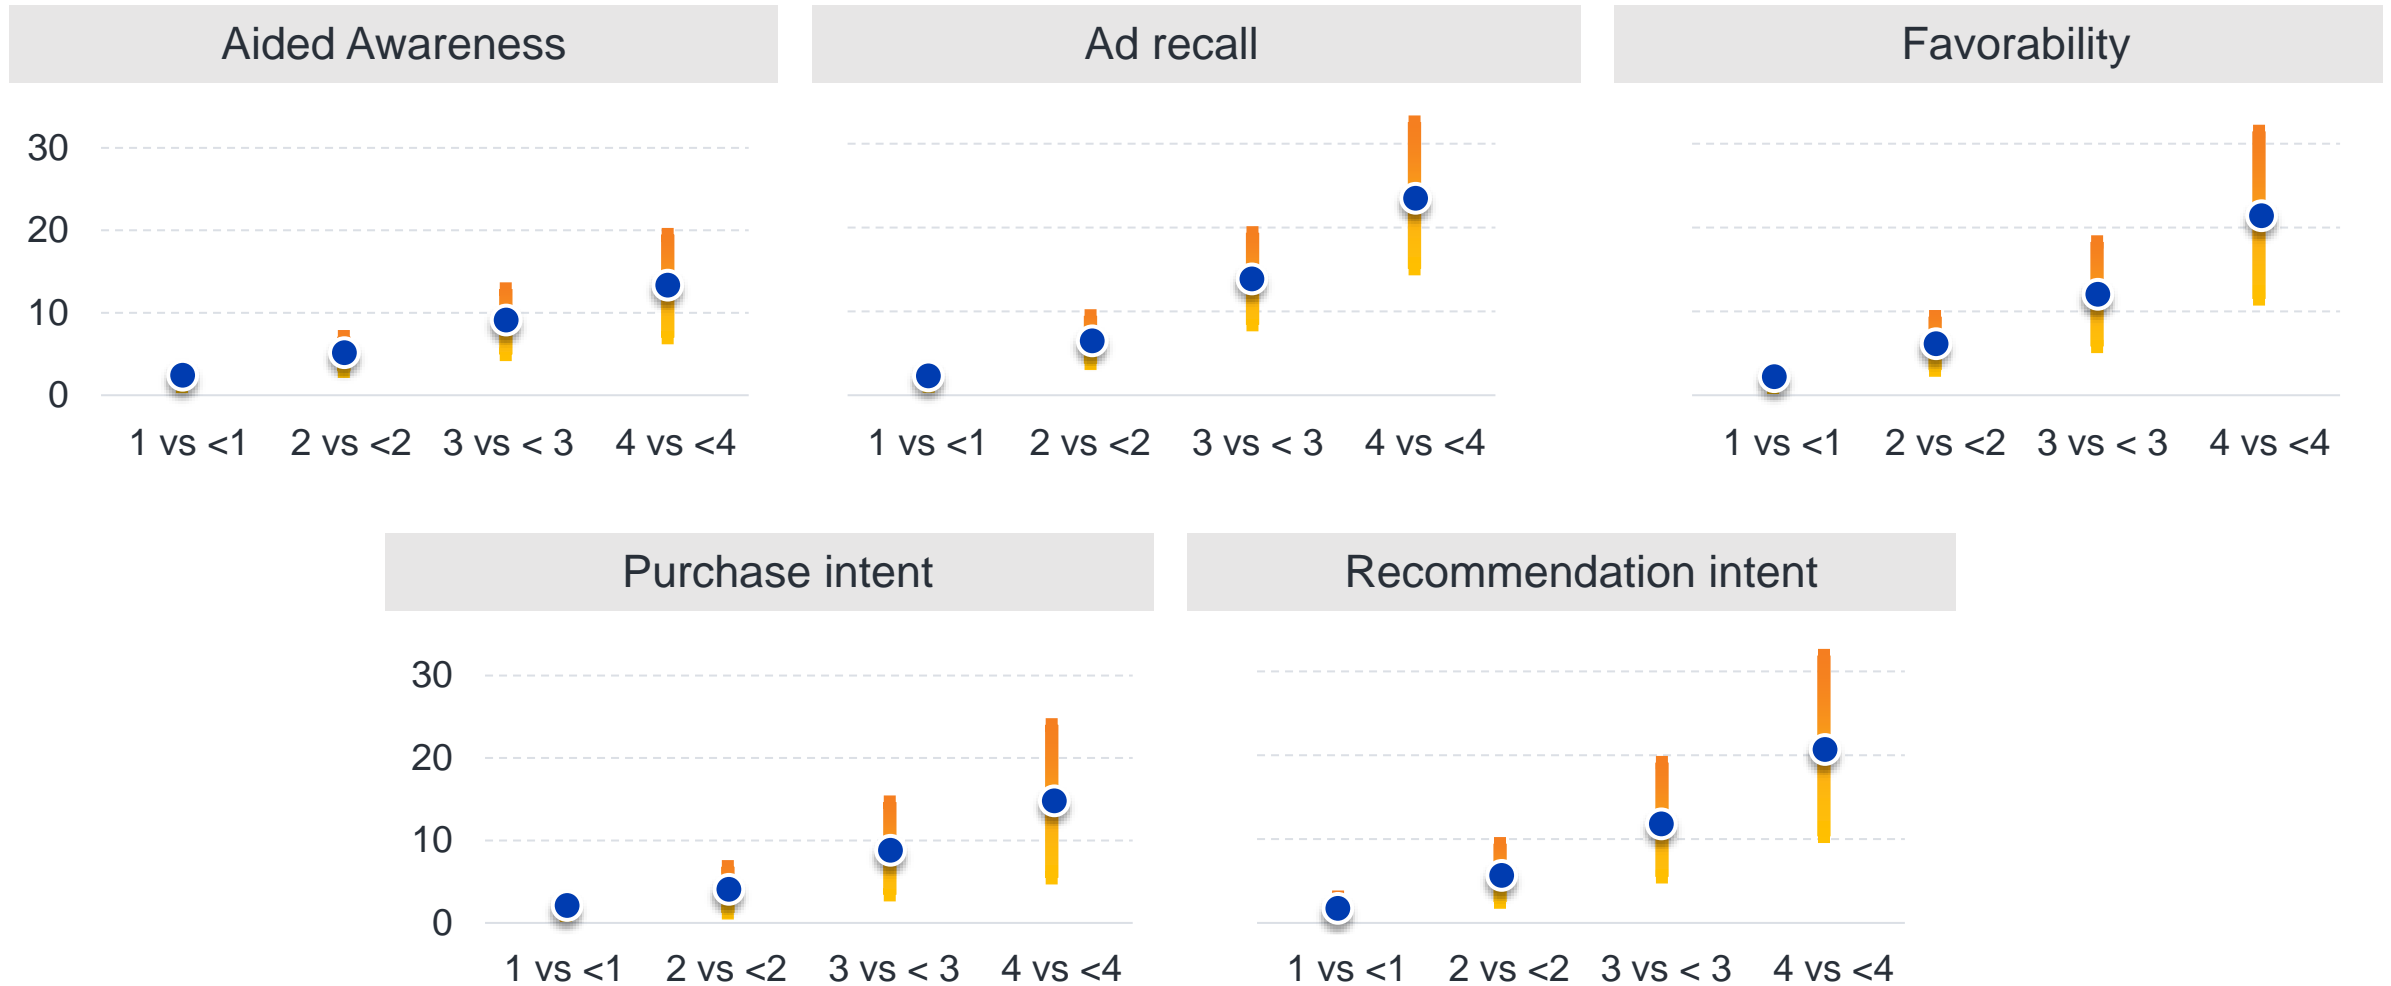 Aided Awareness
Ad recall
Favorability
30
20
10
0
1 vs <1 2 vs <2 3 vs < 3 4 vs <4
1 vs <1 2 vs <2 3 vs < 3 4 vs <4
1 vs <1 2 vs <2 3 vs < 3 4 vs <4
Purchase intent
Recommendation intent
30
20
10
0
1 vs <1 2 vs <2 3 vs < 3 4 vs <4
1 vs <1 2 vs <2 3 vs < 3 4 vs <4